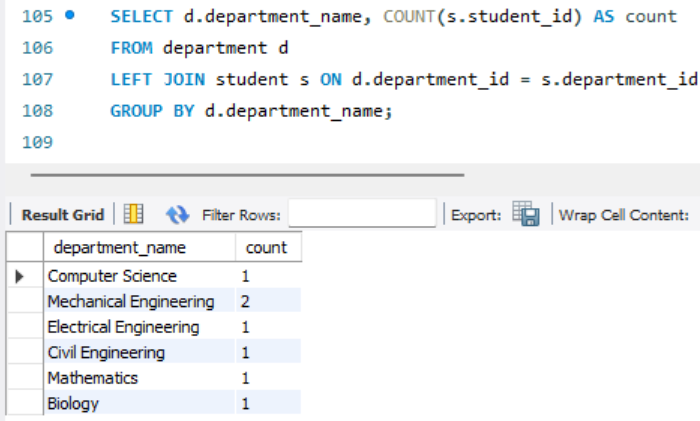 105 SELECT d.department_name, COUNT(s.student_id) AS count
106 FROM department d
107 LEFT JOIN student s ON d.department_id = s.department_id
108 GROUP BY d.department_name;
109
Result Grid Filter Rows: Export: Wrap Cell Content:
department_name count
Computer Science 1
Mechanical Engineering 2
Electrical Engineering 1
Civil Engineering 1
Mathematics 1
Biology 1